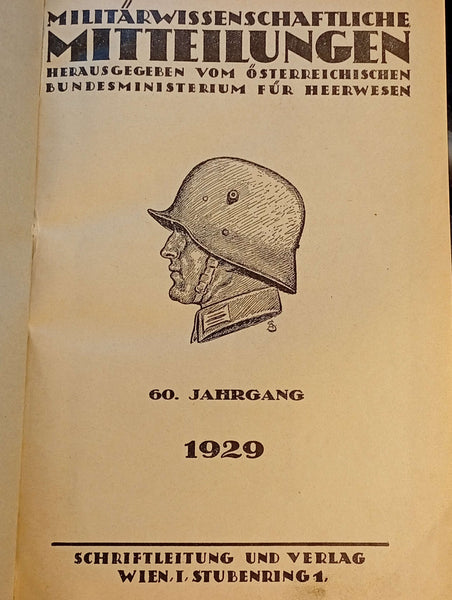 MILITÄRWISSENSCHAFTLICHE
MITTEILUNGEN
HERAUSGEGEBEN VOM ÖSTERREICHISCHEN
BUNDESMINISTERIUM FÜR HEERWESEN
60. JAHRGANG
1929
SCHRIFTLEITUNG UND VERLAG
WIEN, I, STUBENRING 1,